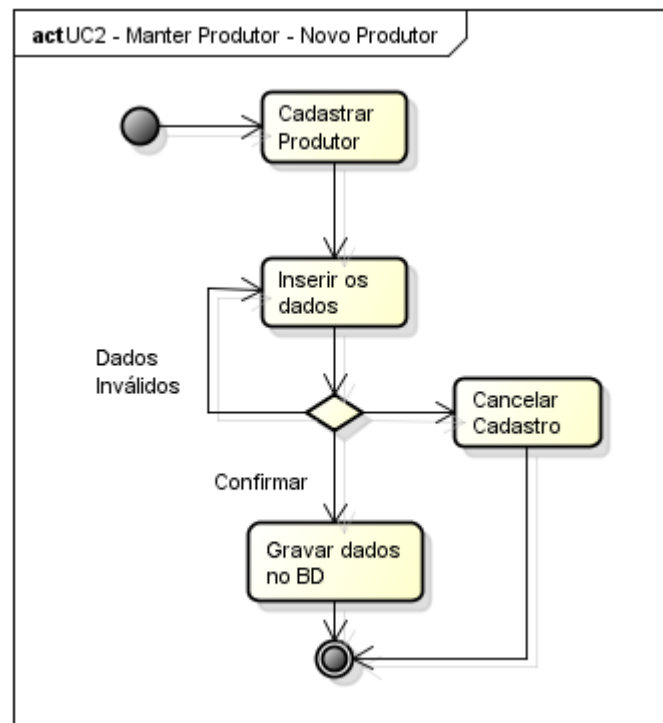 act UC2 - Manter Produtor - Novo Produtor
Cadastrar
Produtor
Inserir os
dados
Dados
Inválidos
Cancelar
Cadastro
Confirmar
Gravar dados
no BD